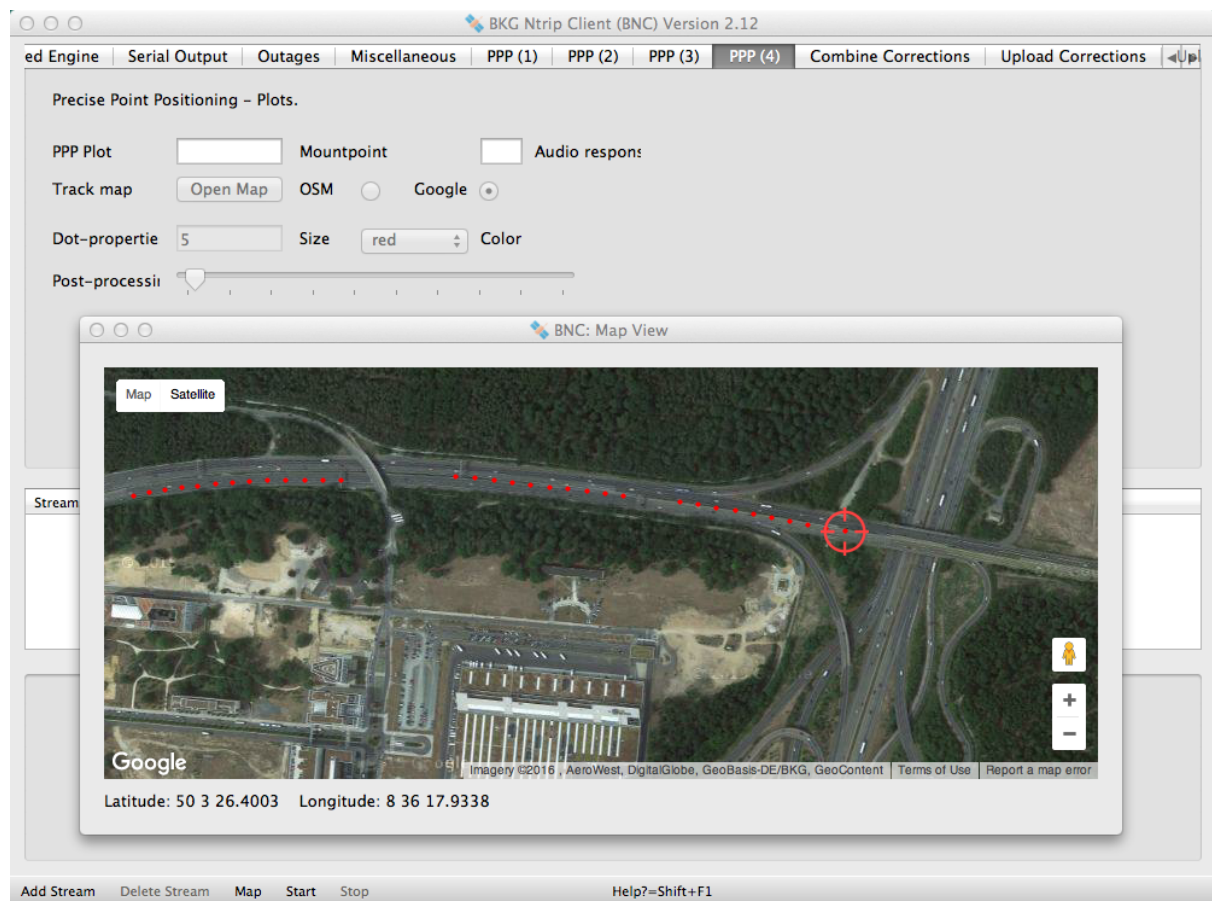 BKG Ntrip Client (BNC) Version 2.12
ed Engine Serial Output Outages Miscellaneous PPP (1) PPP (2) PPP (3) PPP (4) Combine Corrections Upload Corrections Upl
Precise Point Positioning – Plots.
PPP Plot Mountpoint Audio respons
Track map Open Map OSM Google
Dot-propertie 5 Size red Color
Post-processin
BNC: Map View
Map Satellite
Stream
Google
Imagery ©2016 , AeroWest, DigitalGlobe, GeoBasis-DE/BKG, GeoContent Terms of Use Report a map error
Latitude: 50 3 26.4003 Longitude: 8 36 17.9338
Add Stream Delete Stream Map Start Stop Help?=Shift+F1